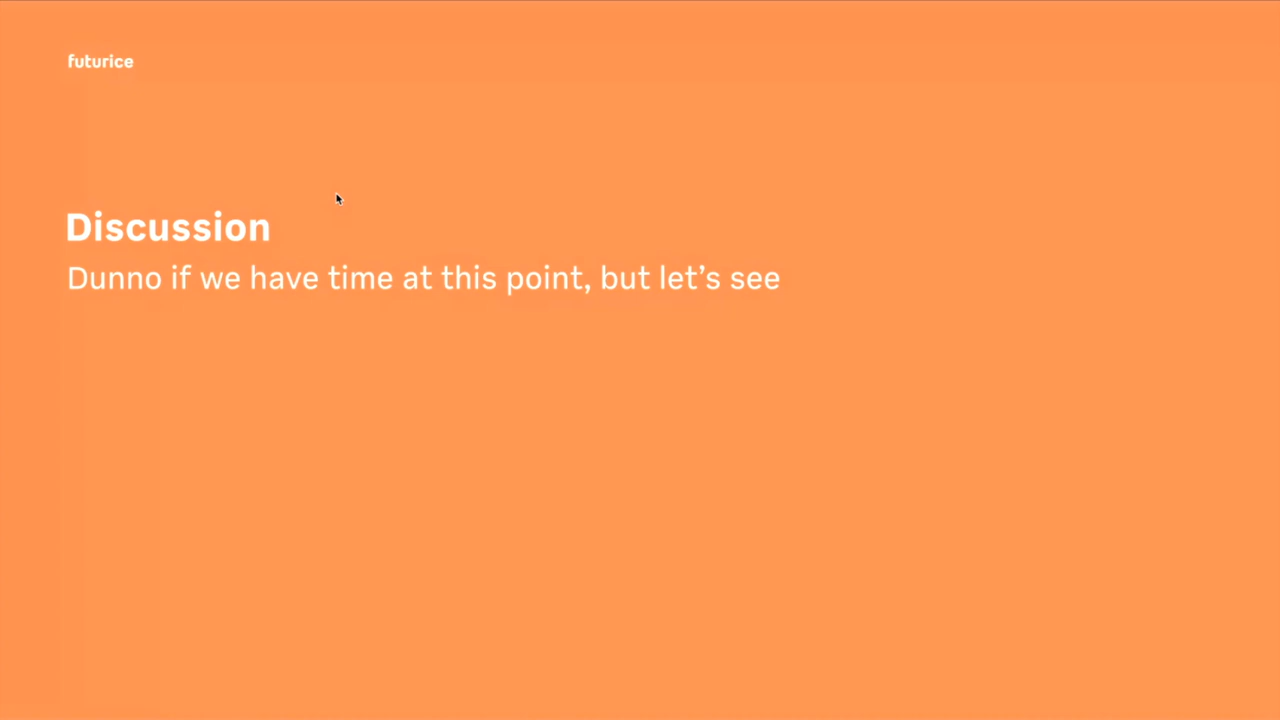 futurice
Discussion
Dunno if we have time at this point, but let’s see